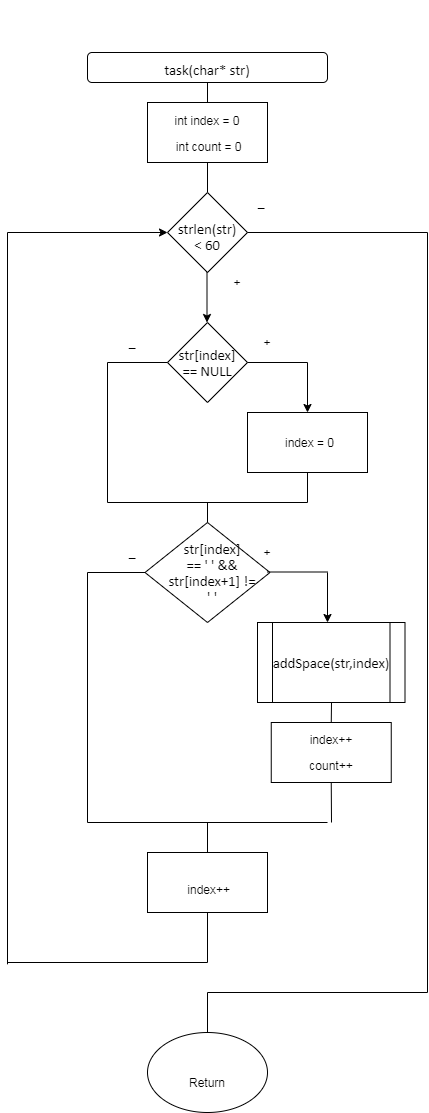 task(char* str)
int index = 0
int count = 0
–
strlen(str)
< 60
+
–
+
str[index]
== NULL
index = 0
–
+
str[index]
== ' ' &&
str[index+1] !=
' '
addSpace(str,index)
index++
count++
index++
Return